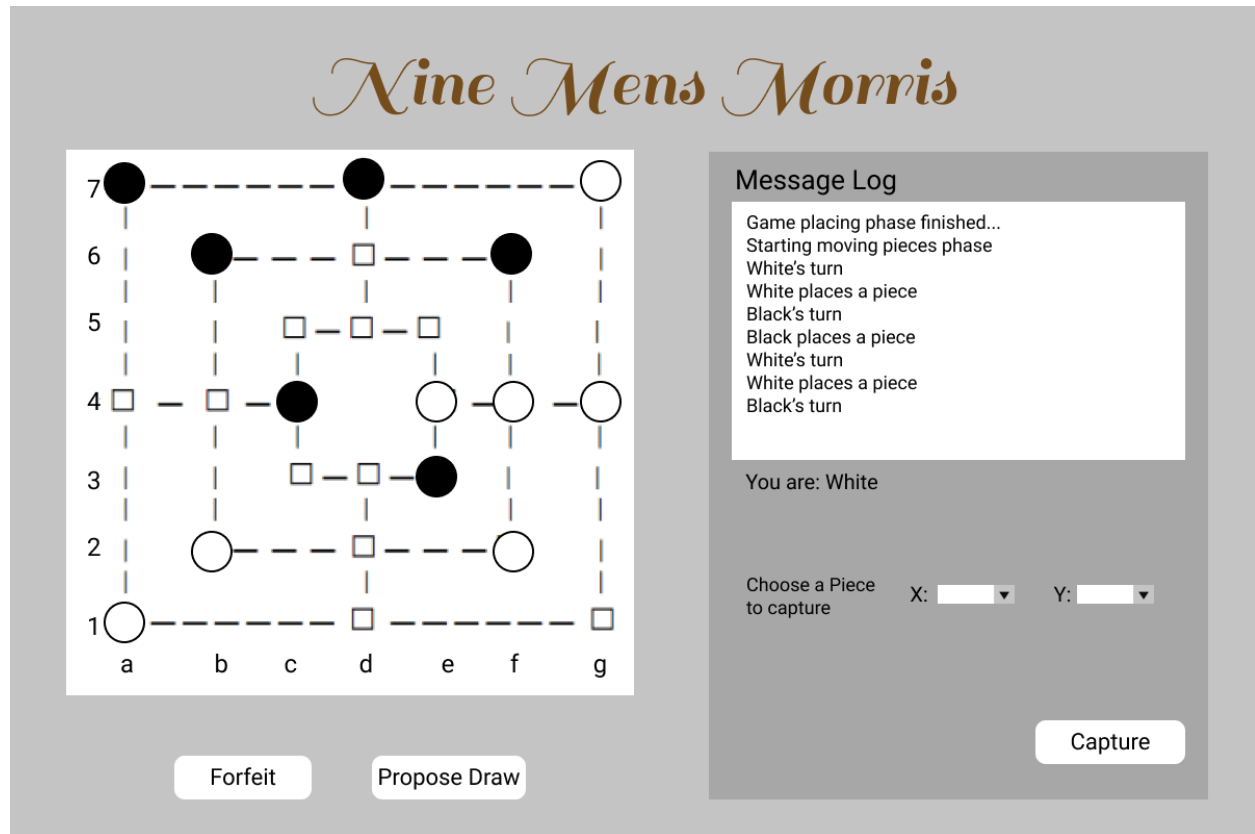 Nine Mens Morris
7
6
5
4
3
2
1
a b c d e f g
Forfeit
Propose Draw
Message Log
Game placing phase finished...
Starting moving pieces phase
White’s turn
White places a piece
Black’s turn
Black places a piece
White’s turn
White places a piece
Black’s turn
You are: White
Choose a Piece
to capture
X:
Y:
Capture